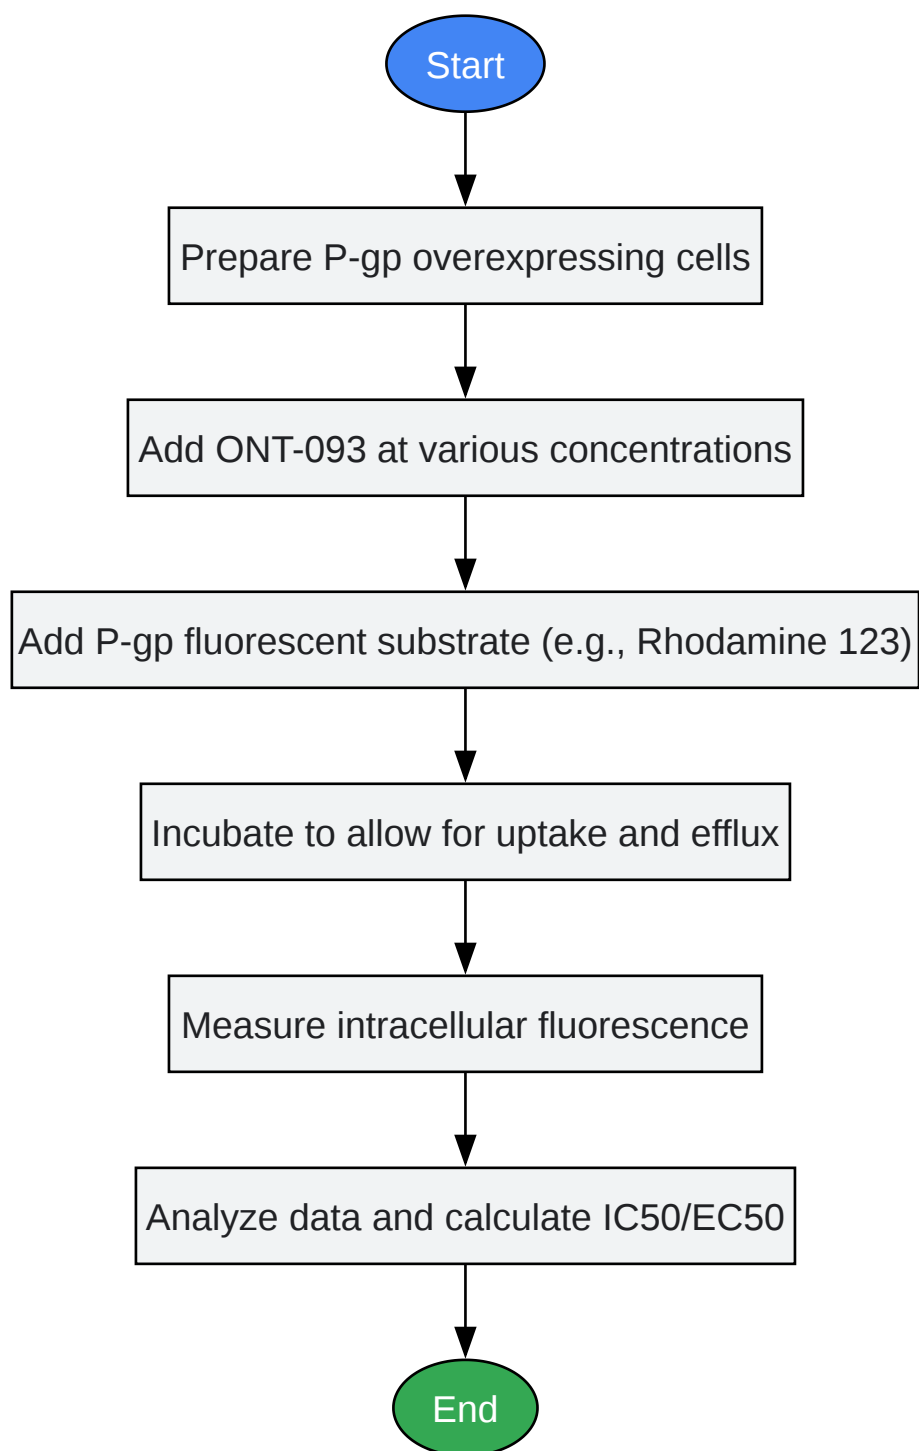 Start
Prepare P-gp overexpressing cells
Add ONT-093 at various concentrations
Add P-gp fluorescent substrate (e.g., Rhodamine 123)
Incubate to allow for uptake and efflux
Measure intracellular fluorescence
Analyze data and calculate IC50/EC50
End